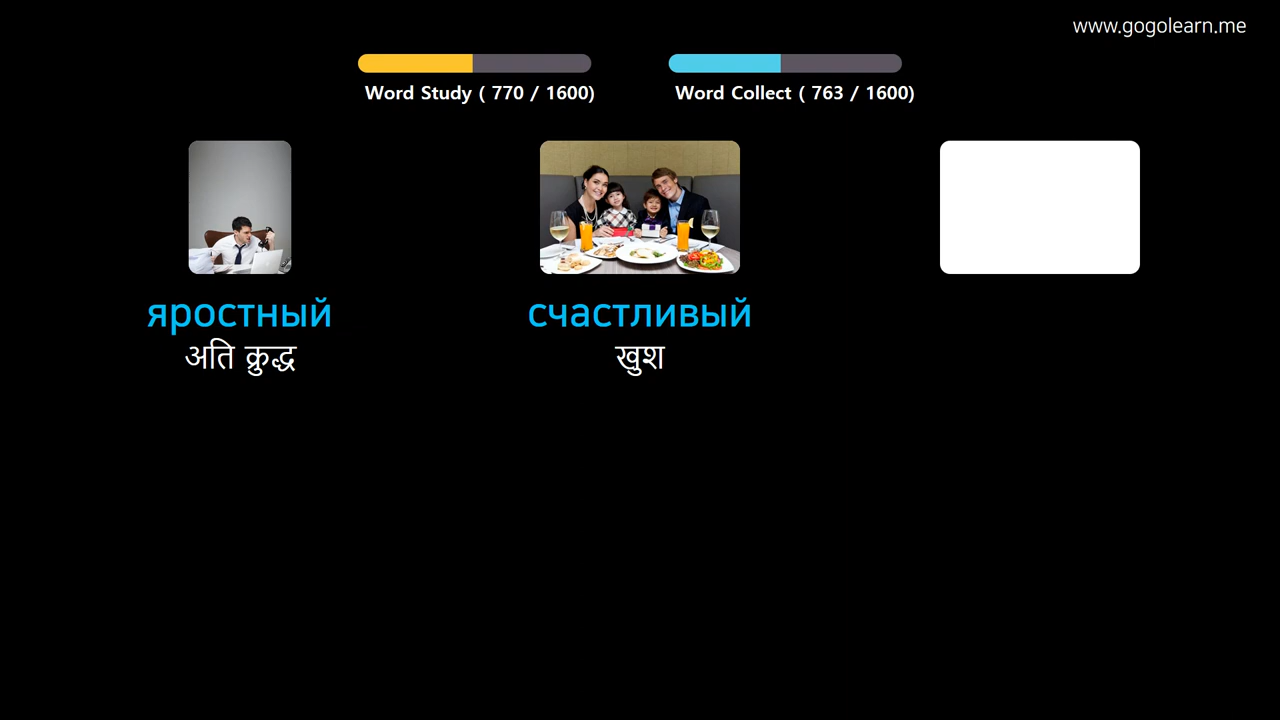 www.gogolearn.me
Word Study ( 770 / 1600)
Word Collect ( 763 / 1600)
яростный
अति क्रुद्ध
счастливый
खुश